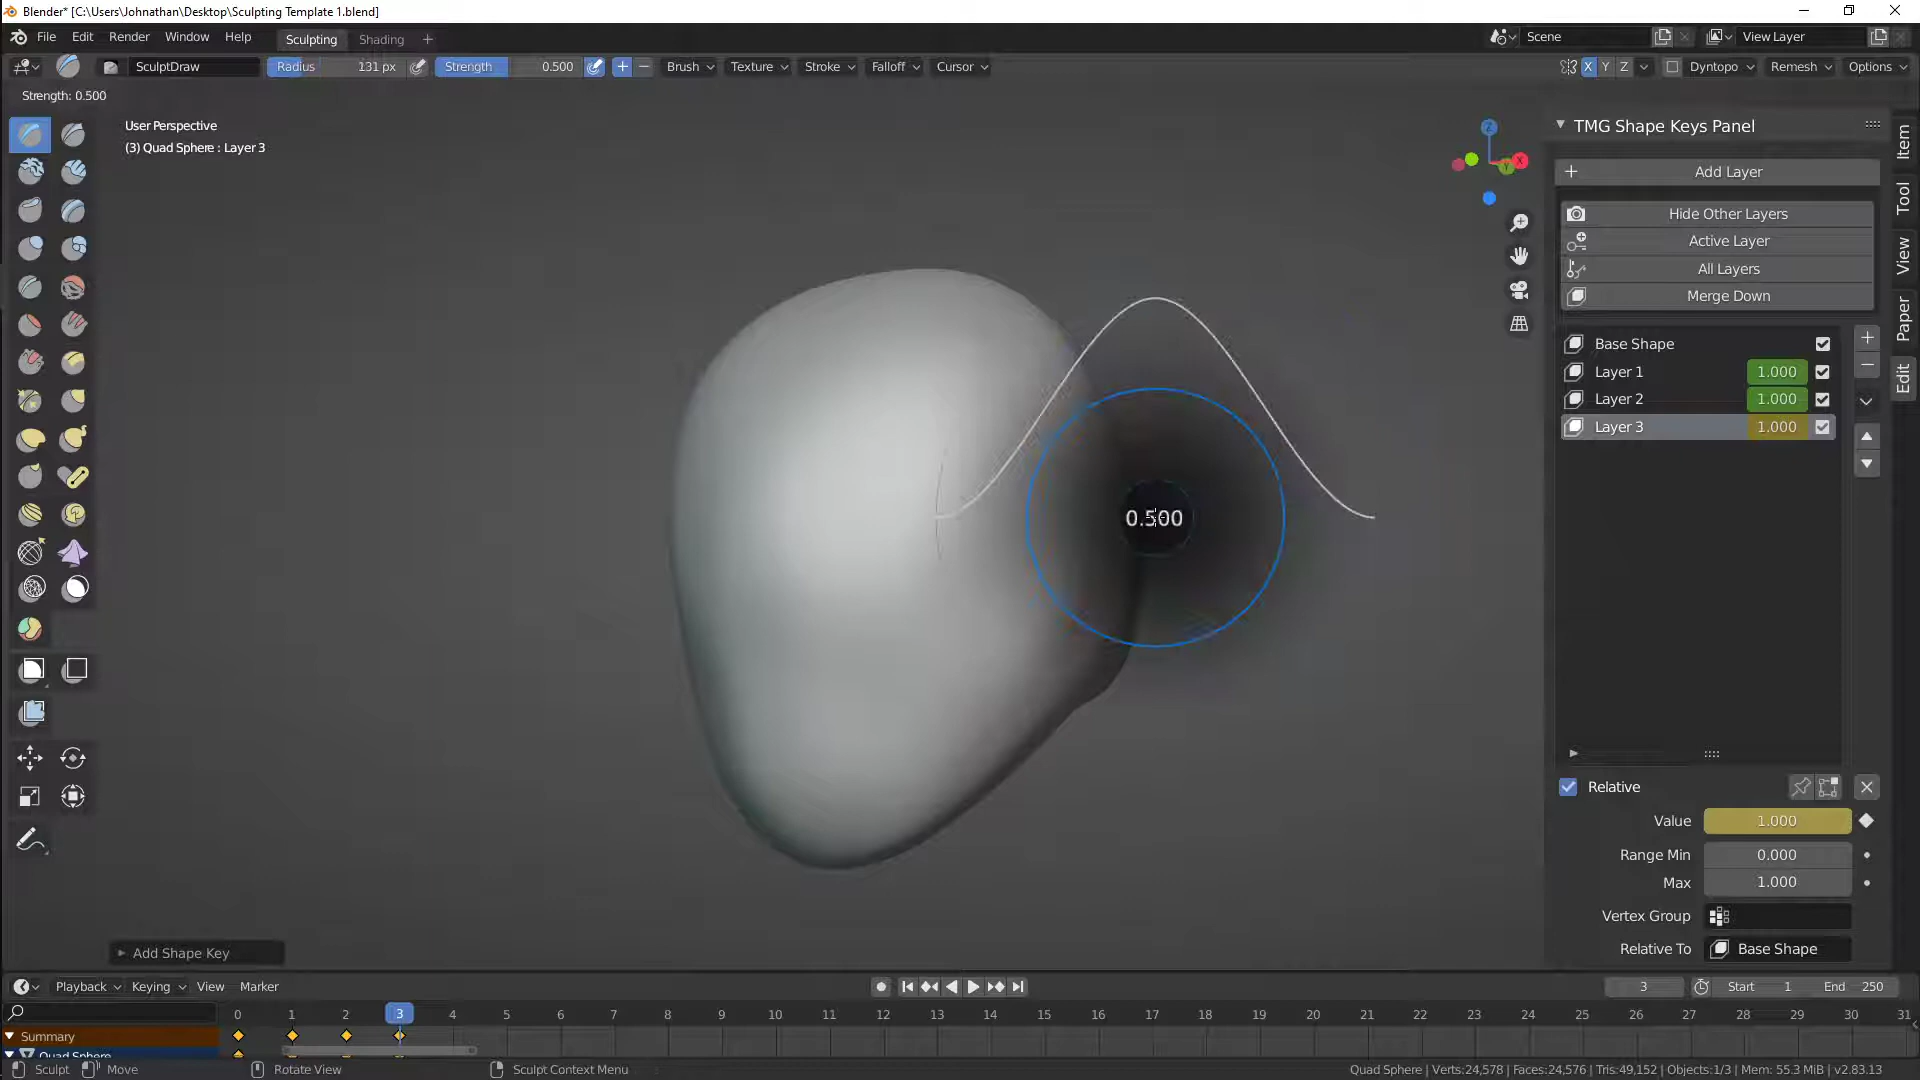 Blender* [C:\Users\Johnathan\Desktop\Sculpting Template 1.blend]
File Edit Render Window Help Sculpting Shading + Scene View Layer
SculptDraw Radius 131 px Strength 0.500 Brush Texture Stroke Falloff Cursor X Y Z Dyntopo Remesh Options
Strength: 0.500
User Perspective
(3) Quad Sphere : Layer 3
Z
X
Y
TMG Shape Keys Panel
Add Layer
Hide Other Layers
Active Layer
All Layers
Merge Down
Base Shape
Layer 1 1.000
Layer 2 1.000
Layer 3 1.000
Item
Tool
View
Paper
Edit
0.500
Relative
Value 1.000
Range Min 0.000
Max 1.000
Vertex Group
Relative To Base Shape
Add Shape Key
Playback Keying View Marker 3 Start 1 End 250
0 1 2 3 4 5 6 7 8 9 10 11 12 13 14 15 16 17 18 19 20 21 22 23 24 25 26 27 28 29 30 31
Summary
Quad Sphere
Sculpt Move Rotate View Sculpt Context Menu Quad Sphere | Verts:24,578 | Faces:24,576 | Tris:49,152 | Objects:1/3 | Mem: 55.3 MiB | v2.83.13